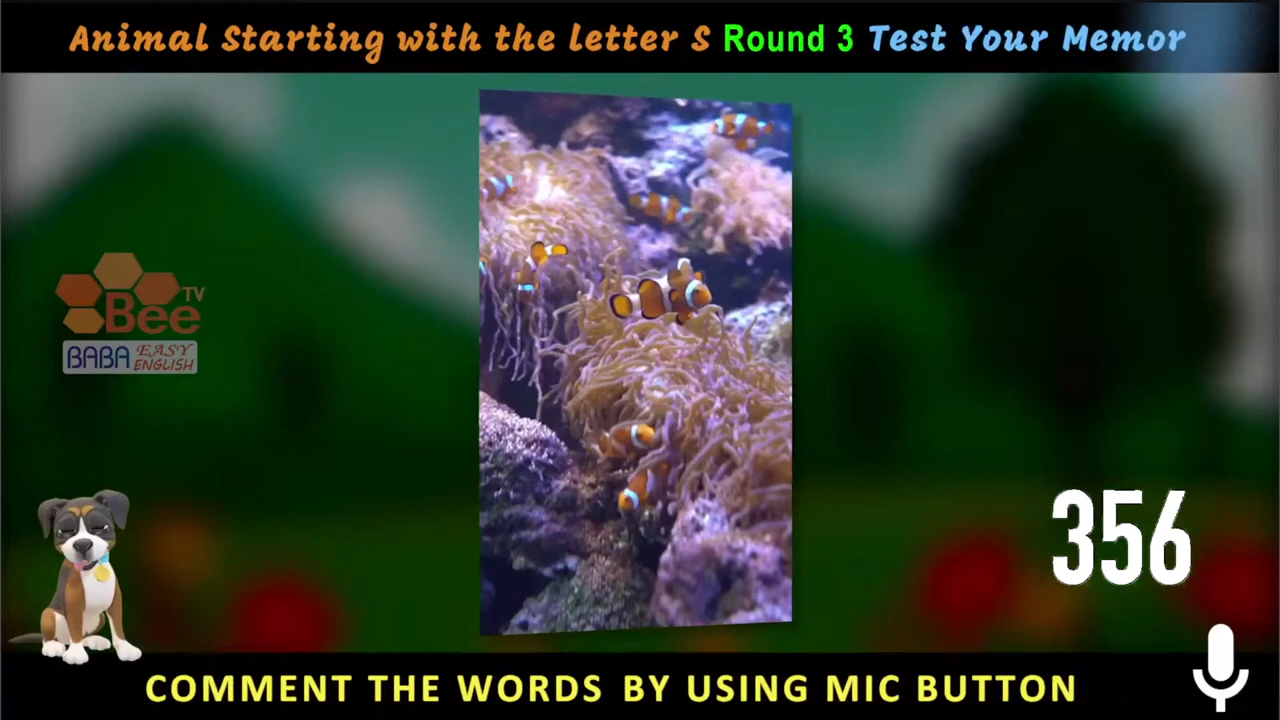 Animal Starting with the letter S Round 3 Test Your Memor
Bee TV
BABA EASY ENGLISH
356
COMMENT THE WORDS BY USING MIC BUTTON